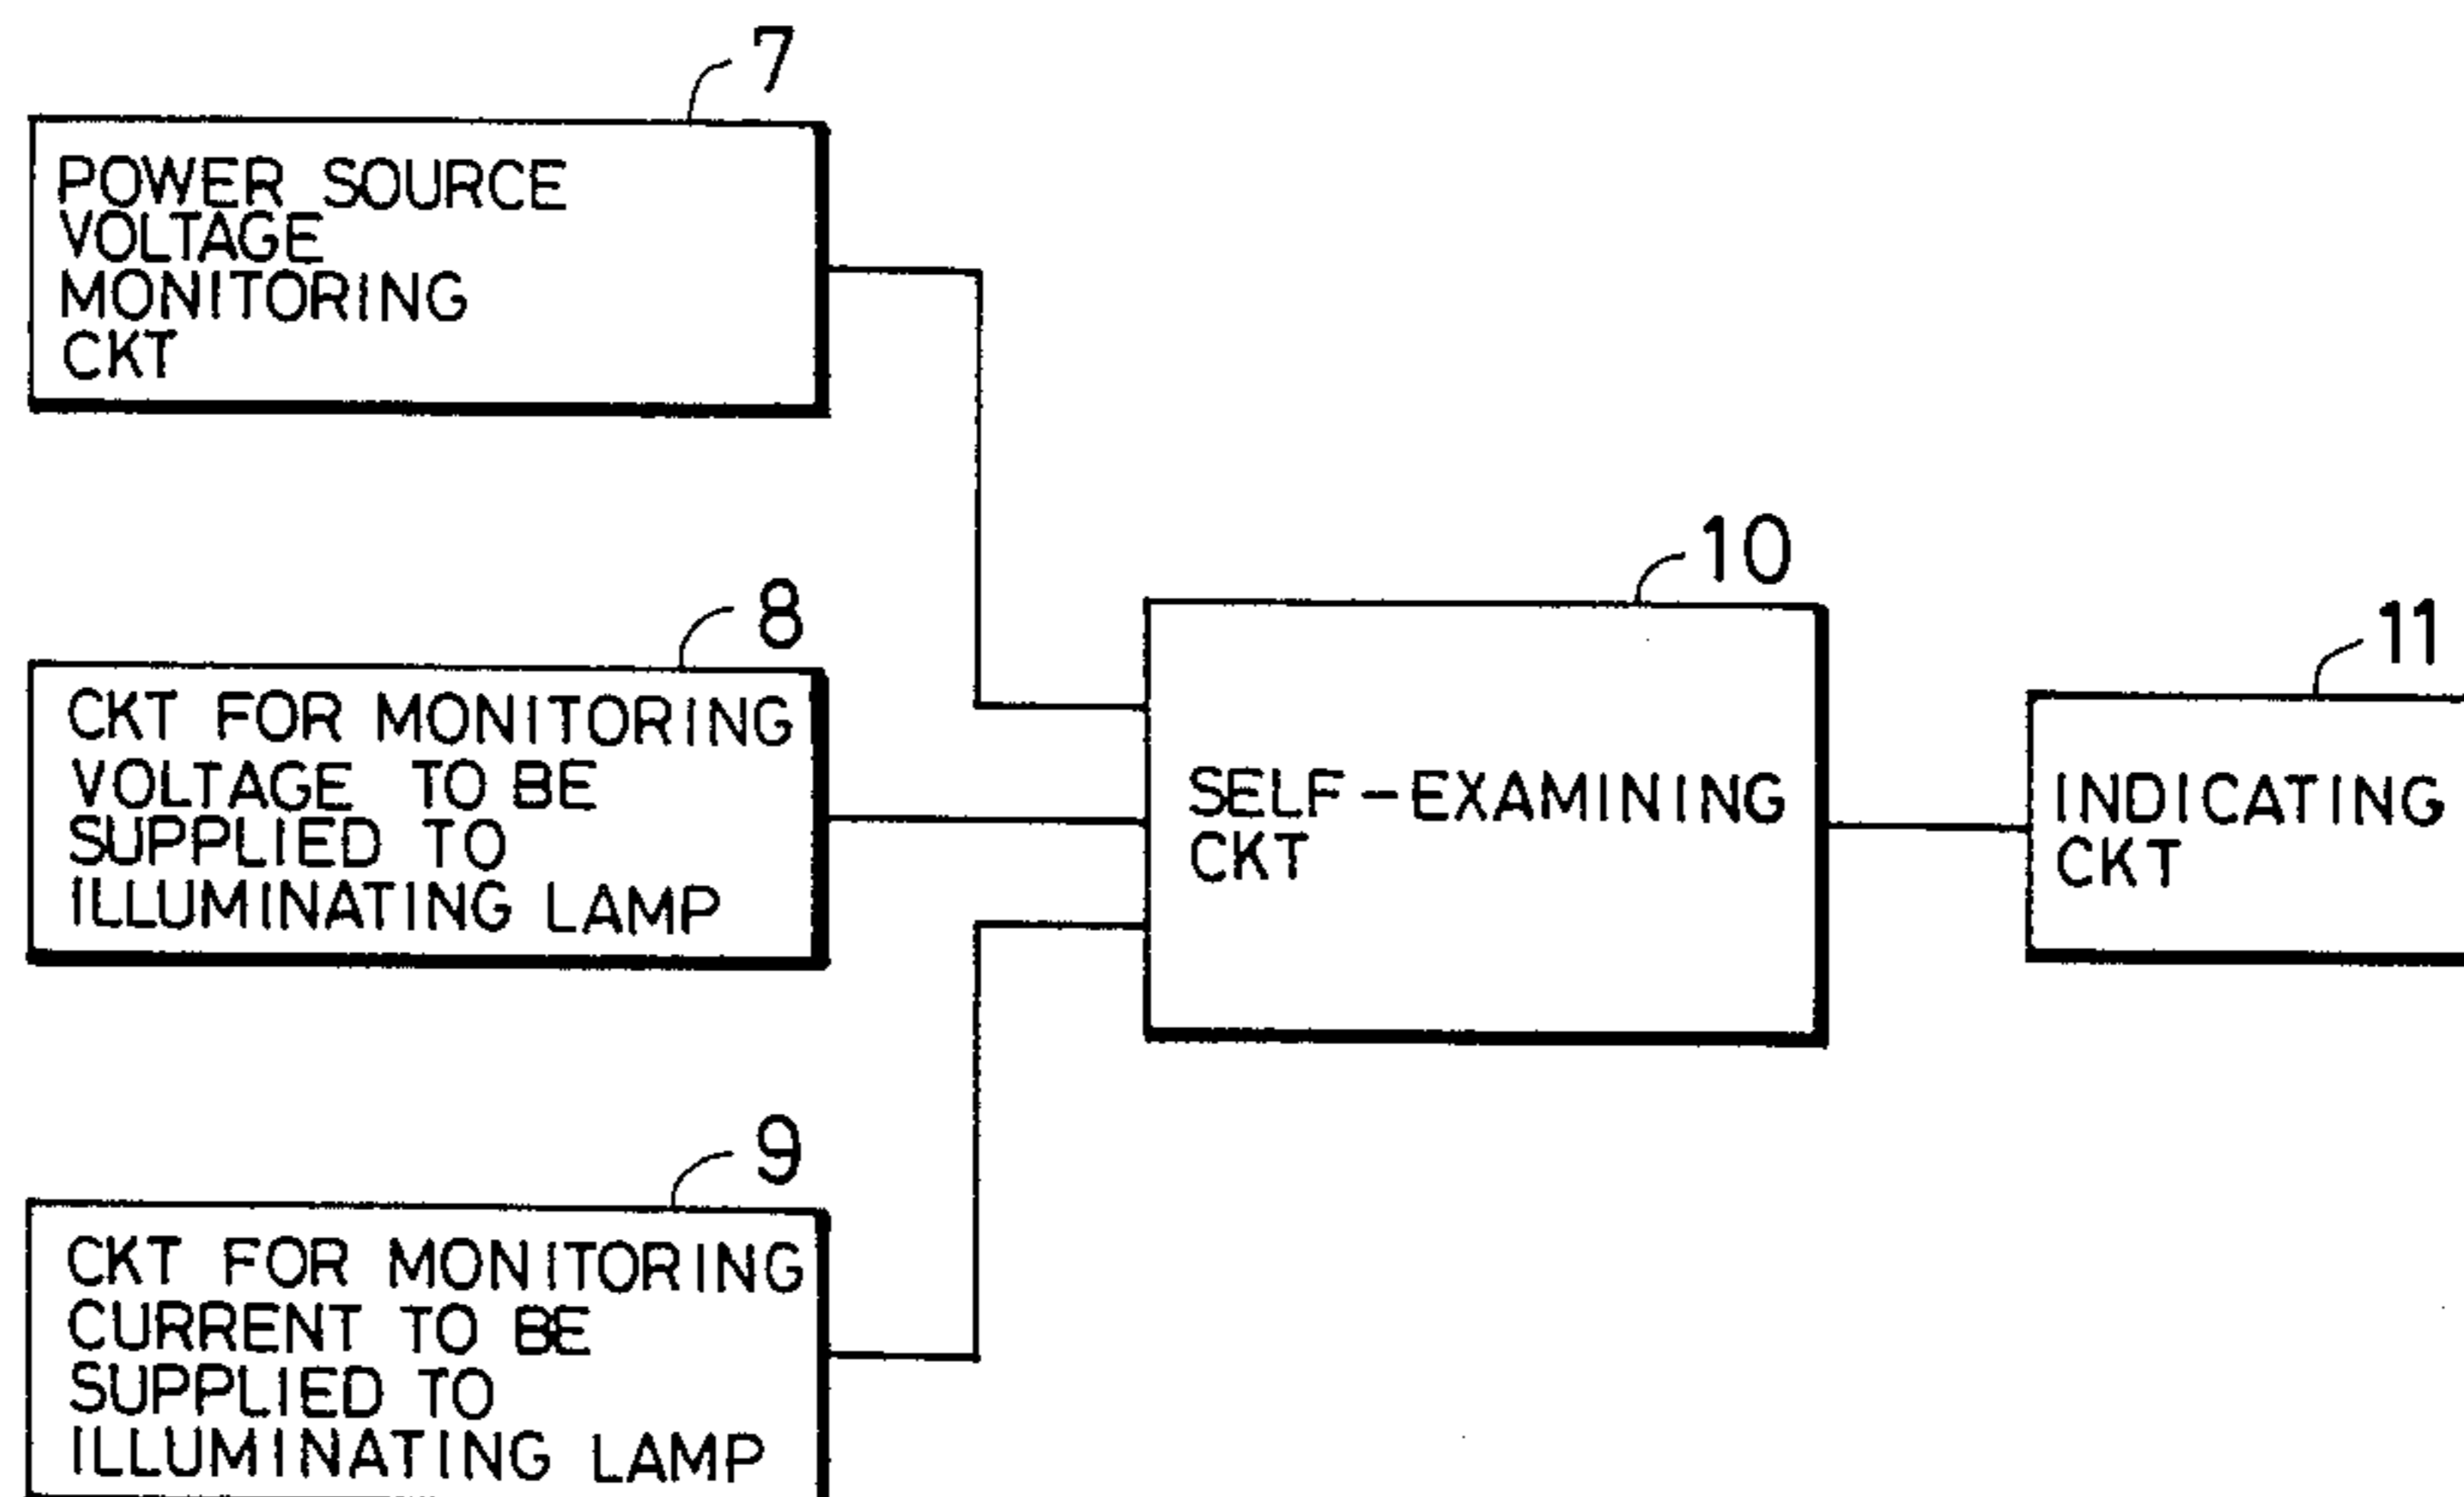 7
POWER SOURCE
VOLTAGE
MONITORING
CKT
8
CKT FOR MONITORING
VOLTAGE TO BE
SUPPLIED TO
ILLUMINATING LAMP
9
CKT FOR MONITORING
CURRENT TO BE
SUPPLIED TO
ILLUMINATING LAMP
10
SELF-EXAMINING
CKT
11
INDICATING
CKT